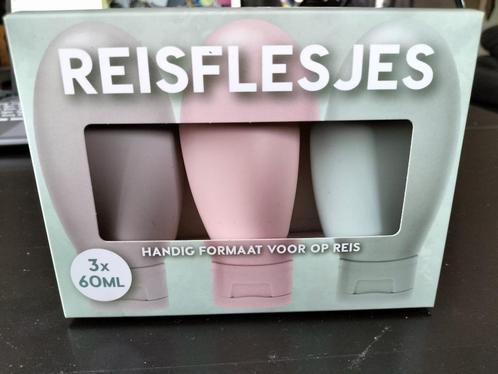 REISFLESJES
HANDIG FORMAAT VOOR OP REIS
3x
60ML